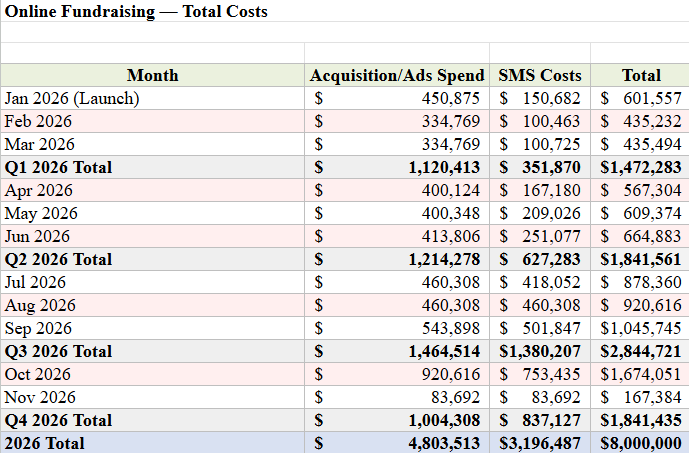 Online Fundraising — Total Costs
Month Acquisition/Ads Spend SMS Costs Total
Jan 2026 (Launch) $ 450,875 $ 150,682 $ 601,557
Feb 2026 $ 334,769 $ 100,463 $ 435,232
Mar 2026 $ 334,769 $ 100,725 $ 435,494
Q1 2026 Total $ 1,120,413 $ 351,870 $1,472,283
Apr 2026 $ 400,124 $ 167,180 $ 567,304
May 2026 $ 400,348 $ 209,026 $ 609,374
Jun 2026 $ 413,806 $ 251,077 $ 664,883
Q2 2026 Total $ 1,214,278 $ 627,283 $1,841,561
Jul 2026 $ 460,308 $ 418,052 $ 878,360
Aug 2026 $ 460,308 $ 460,308 $ 920,616
Sep 2026 $ 543,898 $ 501,847 $1,045,745
Q3 2026 Total $ 1,464,514 $1,380,207 $2,844,721
Oct 2026 $ 920,616 $ 753,435 $1,674,051
Nov 2026 $ 83,692 $ 83,692 $ 167,384
Q4 2026 Total $ 1,004,308 $ 837,127 $1,841,435
2026 Total $ 4,803,513 $3,196,487 $8,000,000